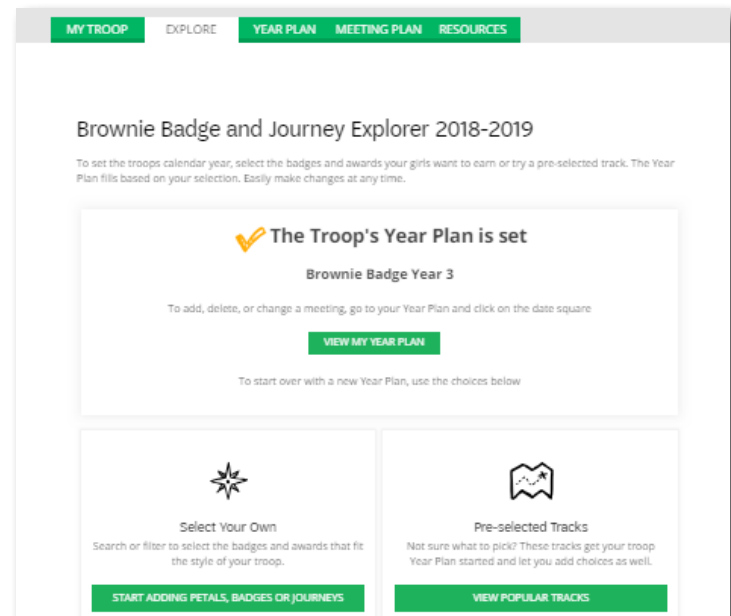 MY TROOP EXPLORE YEAR PLAN MEETING PLAN RESOURCES
Brownie Badge and Journey Explorer 2018-2019
To set the troops calendar year, select the badges and awards your girls want to earn or try a pre-selected track. The Year
Plan fills based on your selection. Easily make changes at any time.
The Troop's Year Plan is set
Brownie Badge Year 3
To add, delete, or change a meeting, go to your Year Plan and click on the date square
VIEW MY YEAR PLAN
To start over with a new Year Plan, use the choices below
Select Your Own
Search or filter to select the badges and awards that fit
the style of your troop.
START ADDING PETALS, BADGES OR JOURNEYS
Pre-selected Tracks
Not sure what to pick? These tracks get your troop
Year Plan started and let you add choices as well.
VIEW POPULAR TRACKS